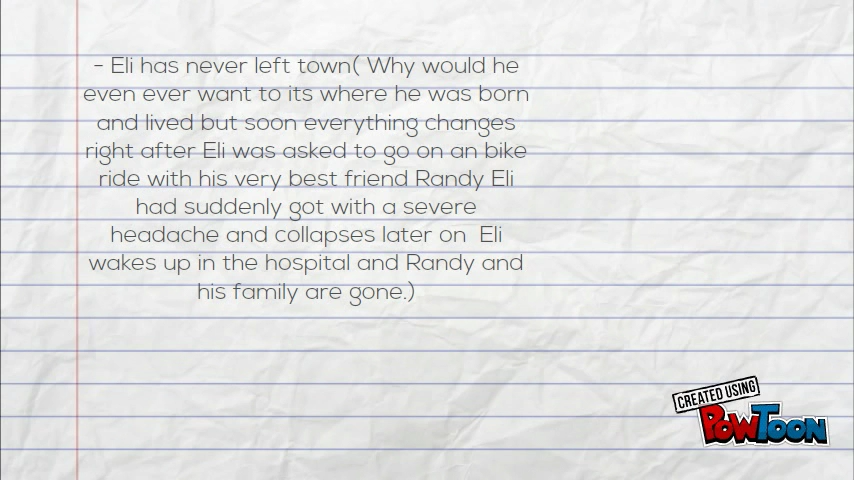 - Eli has never left town( Why would he
even ever want to its where he was born
and lived but soon everything changes
right after Eli was asked to go on an bike
ride with his very best friend Randy Eli
had suddenly got with a severe
headache and collapses later on  Eli
wakes up in the hospital and Randy and
his family are gone.)
CREATED USING
POWTOON